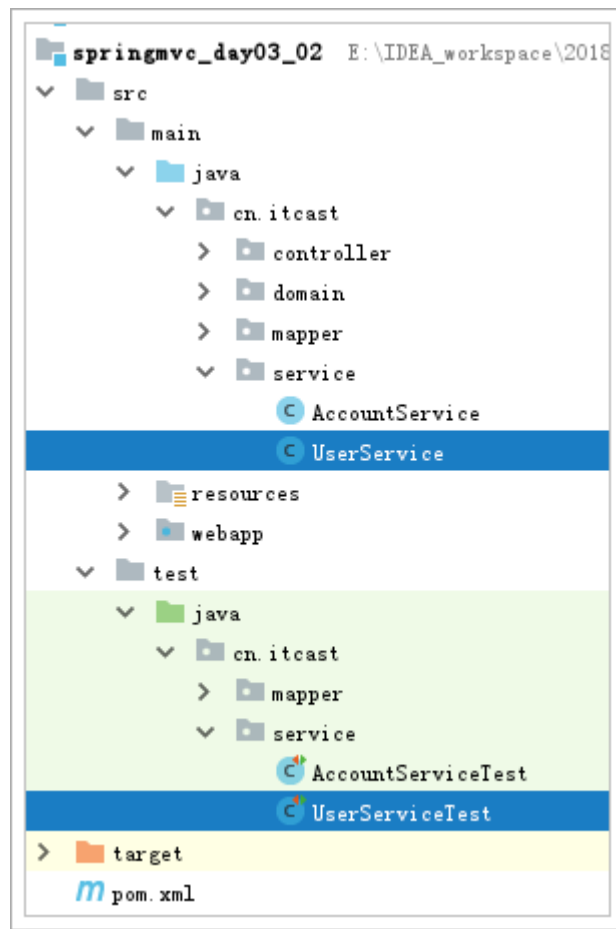 springmvc_day03_02 E:\IDEA_workspace\2018
src
main
java
cn.itcast
controller
domain
mapper
service
AccountService
UserService
resources
webapp
test
java
cn.itcast
mapper
service
AccountServiceTest
UserServiceTest
target
pom.xml